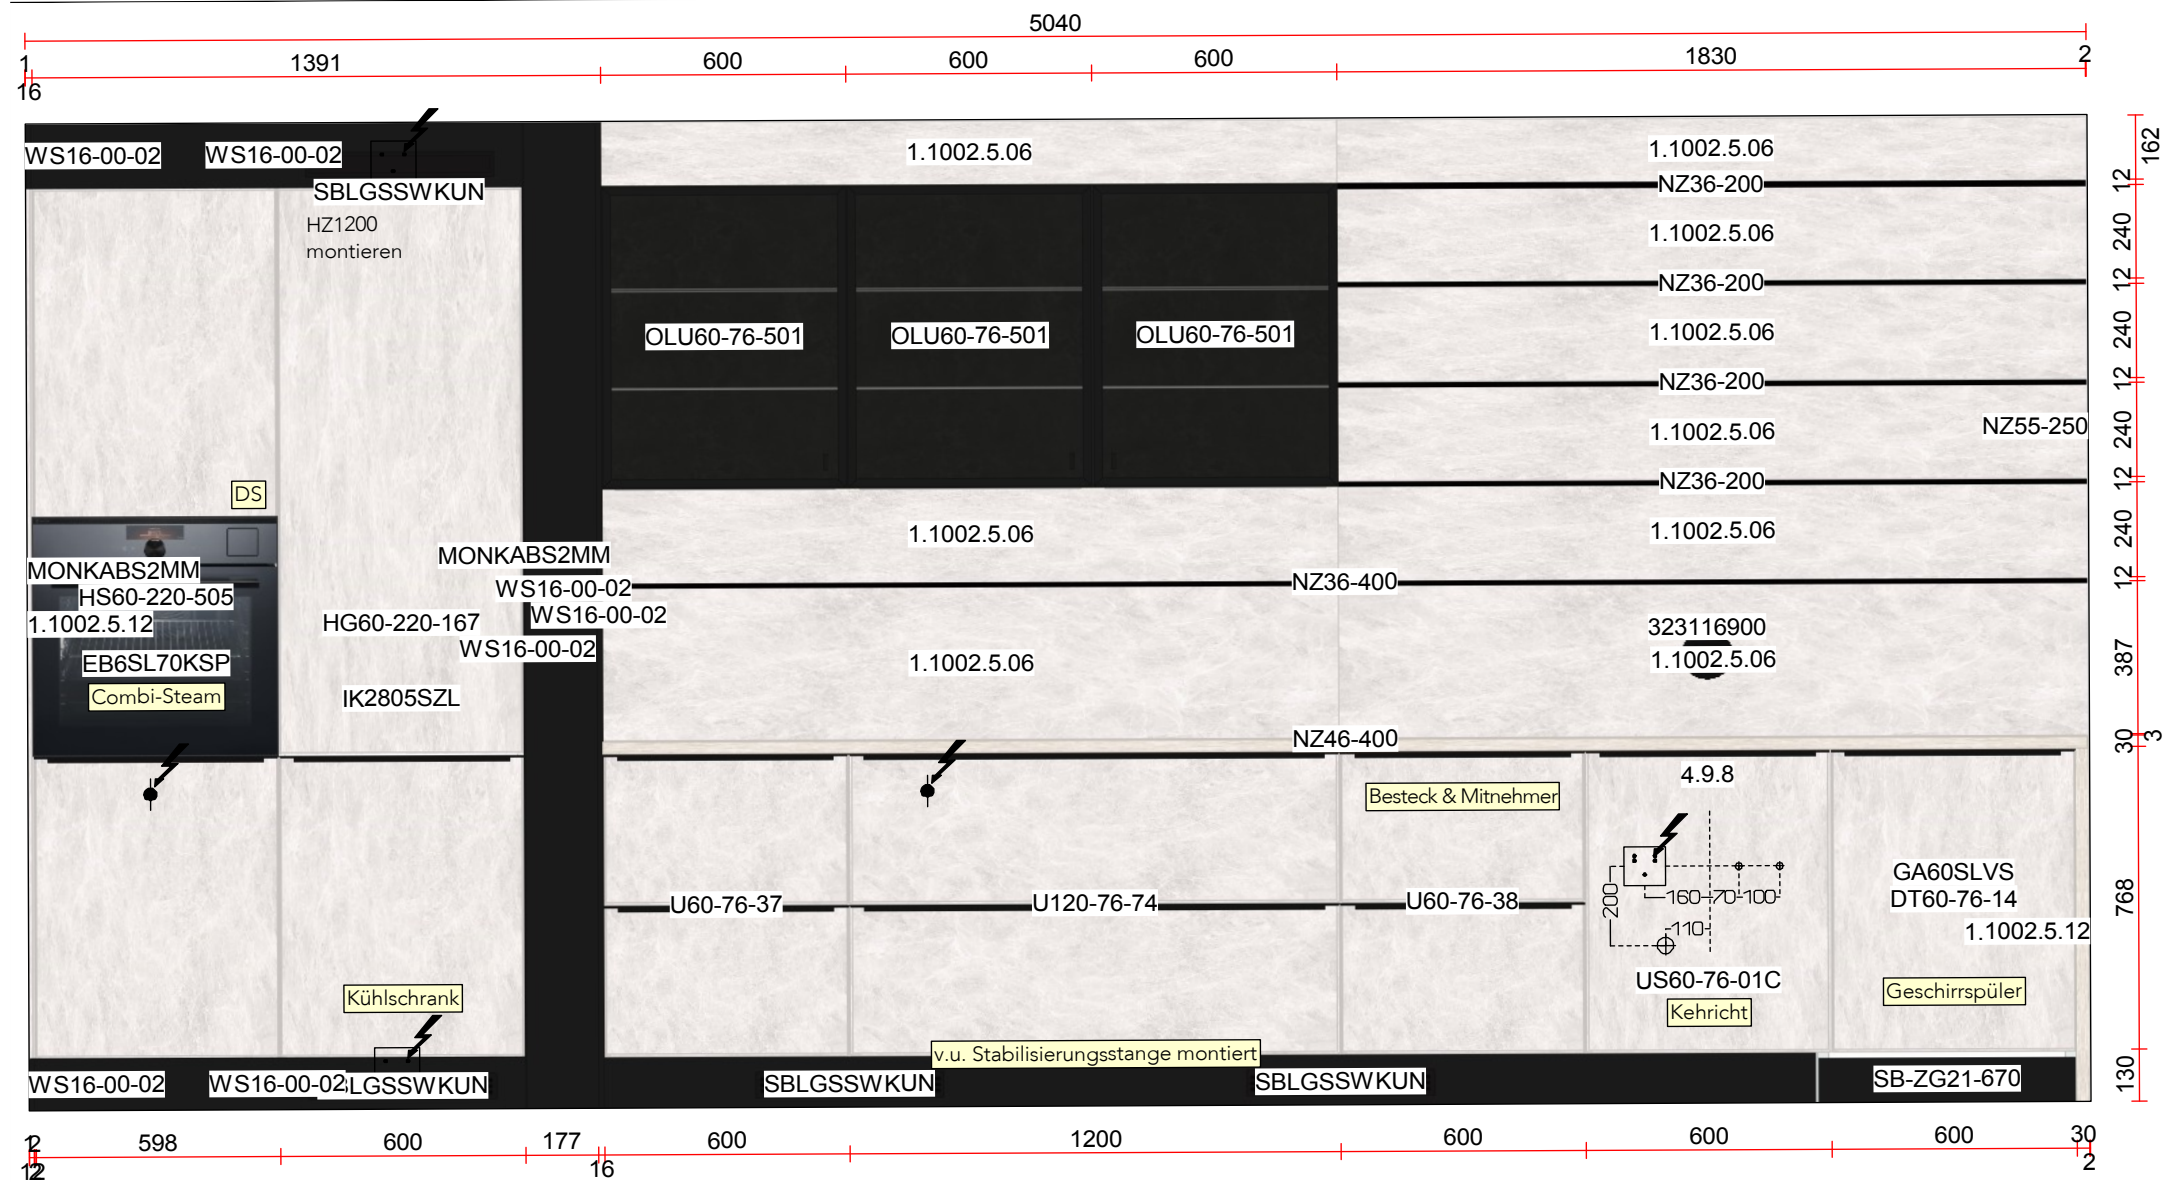 5040
1 1391 600 600 600 1830 2
16
WS16-00-02 WS16-00-02 1.1002.5.06 1.1002.5.06 162
SBLGSSWKUN NZ36-200 12
HZ1200
montieren
1.1002.5.06 240
NZ36-200 12
OLU60-76-501 OLU60-76-501 OLU60-76-501 1.1002.5.06 240
NZ36-200 12
1.1002.5.06 NZ55-250 240
DS NZ36-200 12
1.1002.5.06 1.1002.5.06 240
MONKABS2MM
MONKABS2MM NZ36-400 12
WS16-00-02
HS60-220-505
WS16-00-02
1.1002.5.12 HG60-220-167 323116900
WS16-00-02
EB6SL70KSP 1.1002.5.06 1.1002.5.06 387
Combi-Steam IK2805SZL
NZ46-400 30 3
4.9.8
Besteck & Mitnehmer
GA60SLVS
200 160 70 100 DT60-76-14 768
U60-76-37 U120-76-74 U60-76-38
110 1.1002.5.12
US60-76-01C
Kühlschrank Kehricht Geschirrspüler
v.u. Stabilisierungsstange montiert
WS16-00-02 WS16-00-02 BLGSSWKUN SBLGSSWKUN SBLGSSWKUN SB-ZG21-670 130
598 600 177 600 1200 600 600 600 30
16 2